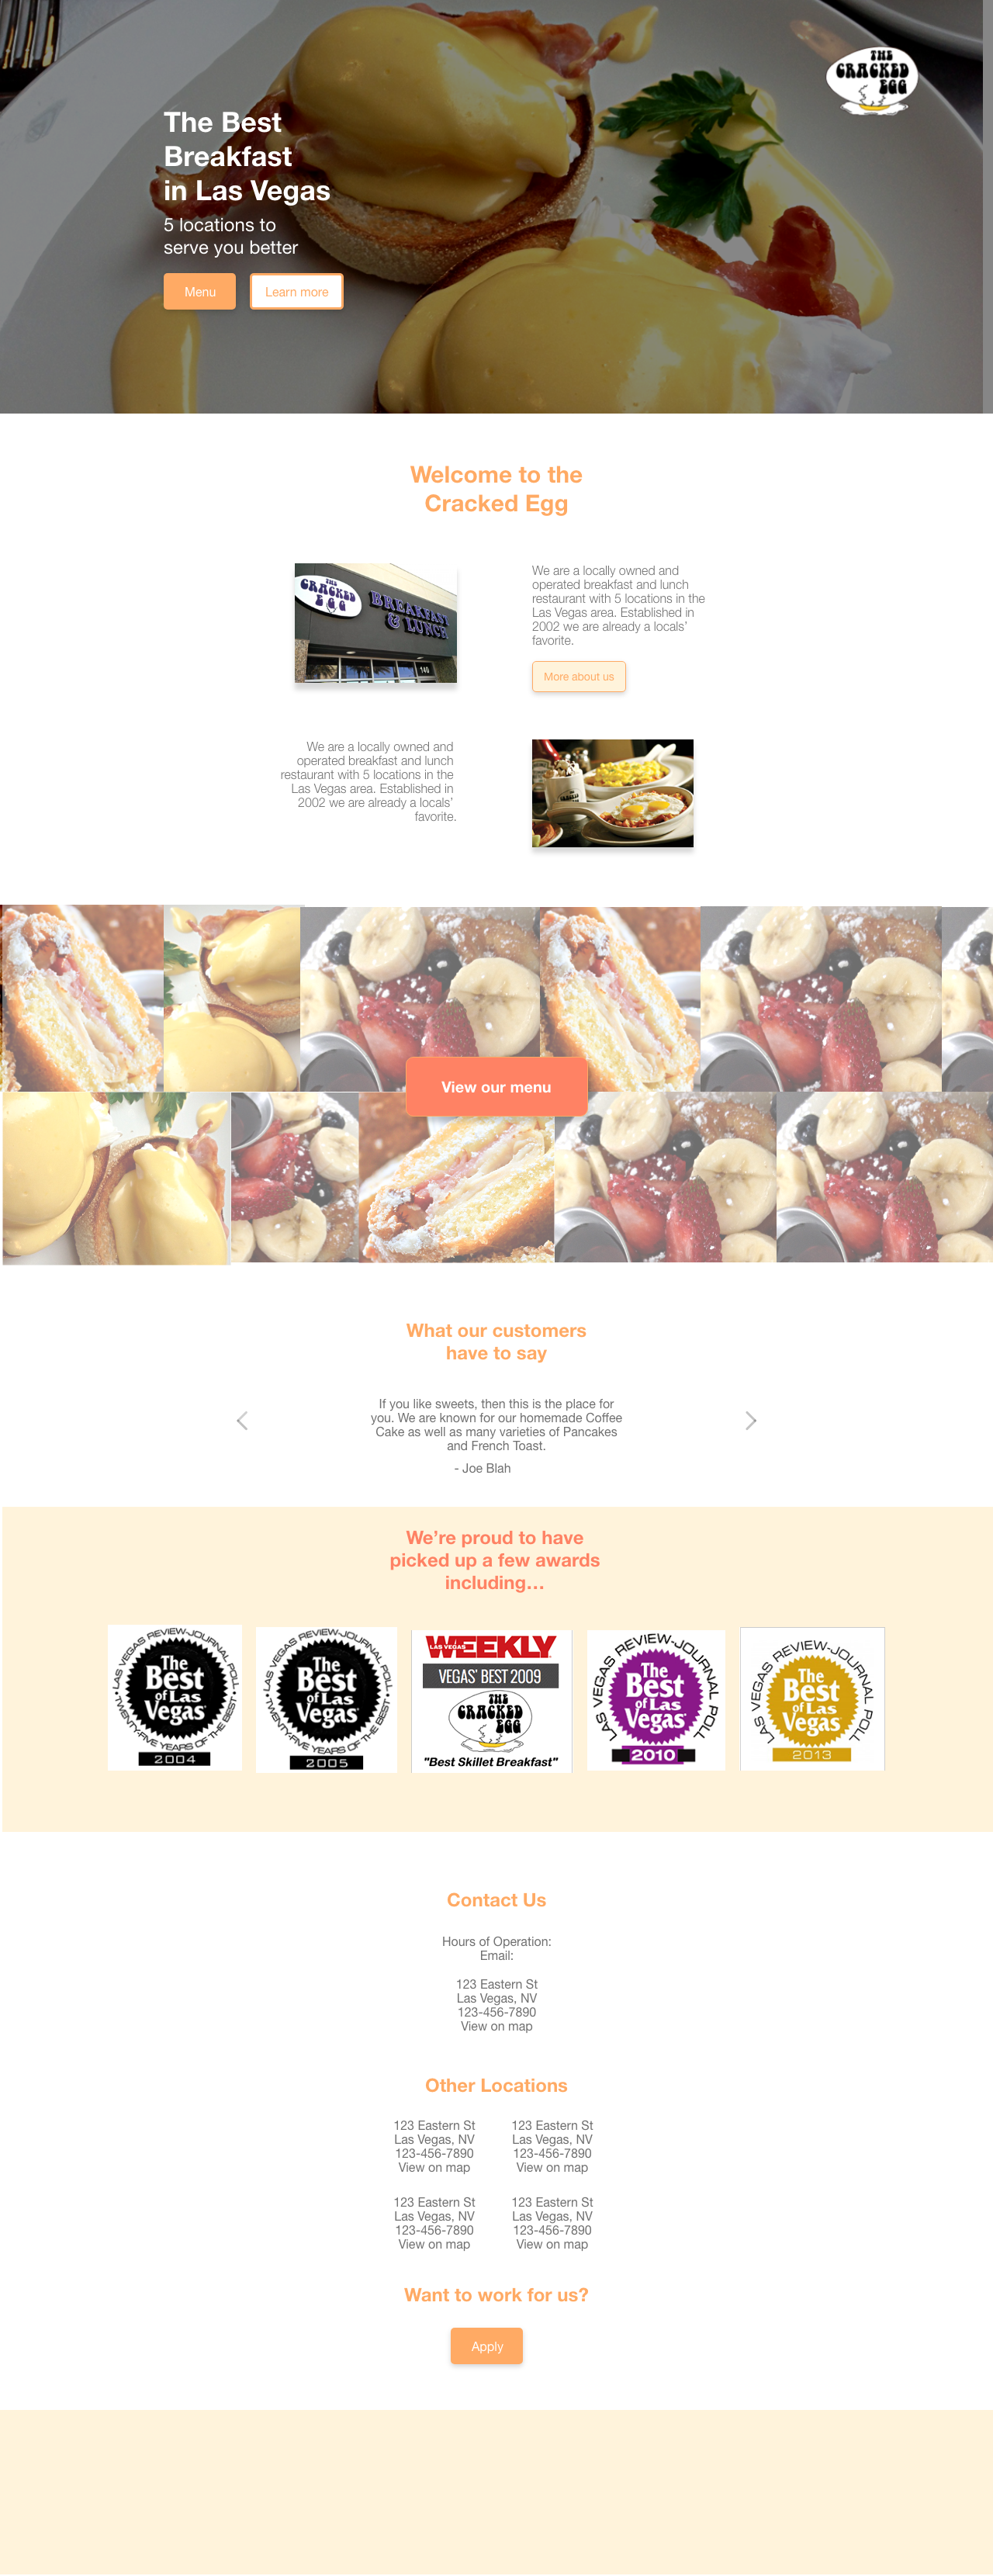 THE
CRACKED
EGG
The Best
Breakfast
in Las Vegas
5 locations to
serve you better
Menu
Learn more
Welcome to the
Cracked Egg
THE
CRACKED
EGG
BREAKFAST
& LUNCH
140
We are a locally owned and
operated breakfast and lunch
restaurant with 5 locations in the
Las Vegas area. Established in
2002 we are already a locals’
favorite.
More about us
We are a locally owned and
operated breakfast and lunch
restaurant with 5 locations in the
Las Vegas area. Established in
2002 we are already a locals’
favorite.
View our menu
What our customers
have to say
If you like sweets, then this is the place for
you. We are known for our homemade Coffee
Cake as well as many varieties of Pancakes
and French Toast.
- Joe Blah
We’re proud to have
picked up a few awards
including...
LAS VEGAS REVIEW-JOURNAL POLL
The
Best
of Las
Vegas
TWENTY-FIVE YEARS OF THE BEST
2004
LAS VEGAS REVIEW-JOURNAL POLL
The
Best
of Las
Vegas
TWENTY-FIVE YEARS OF THE BEST
2005
LAS VEGAS
WEEKLY
VEGAS' BEST 2009
THE
CRACKED
EGG
"Best Skillet Breakfast"
LAS VEGAS REVIEW-JOURNAL POLL
The
Best
of Las
Vegas
2010
LAS VEGAS REVIEW-JOURNAL POLL
The
Best
of Las
Vegas
2013
Contact Us
Hours of Operation:
Email:
123 Eastern St
Las Vegas, NV
123-456-7890
View on map
Other Locations
123 Eastern St
Las Vegas, NV
123-456-7890
View on map
123 Eastern St
Las Vegas, NV
123-456-7890
View on map
123 Eastern St
Las Vegas, NV
123-456-7890
View on map
123 Eastern St
Las Vegas, NV
123-456-7890
View on map
Want to work for us?
Apply